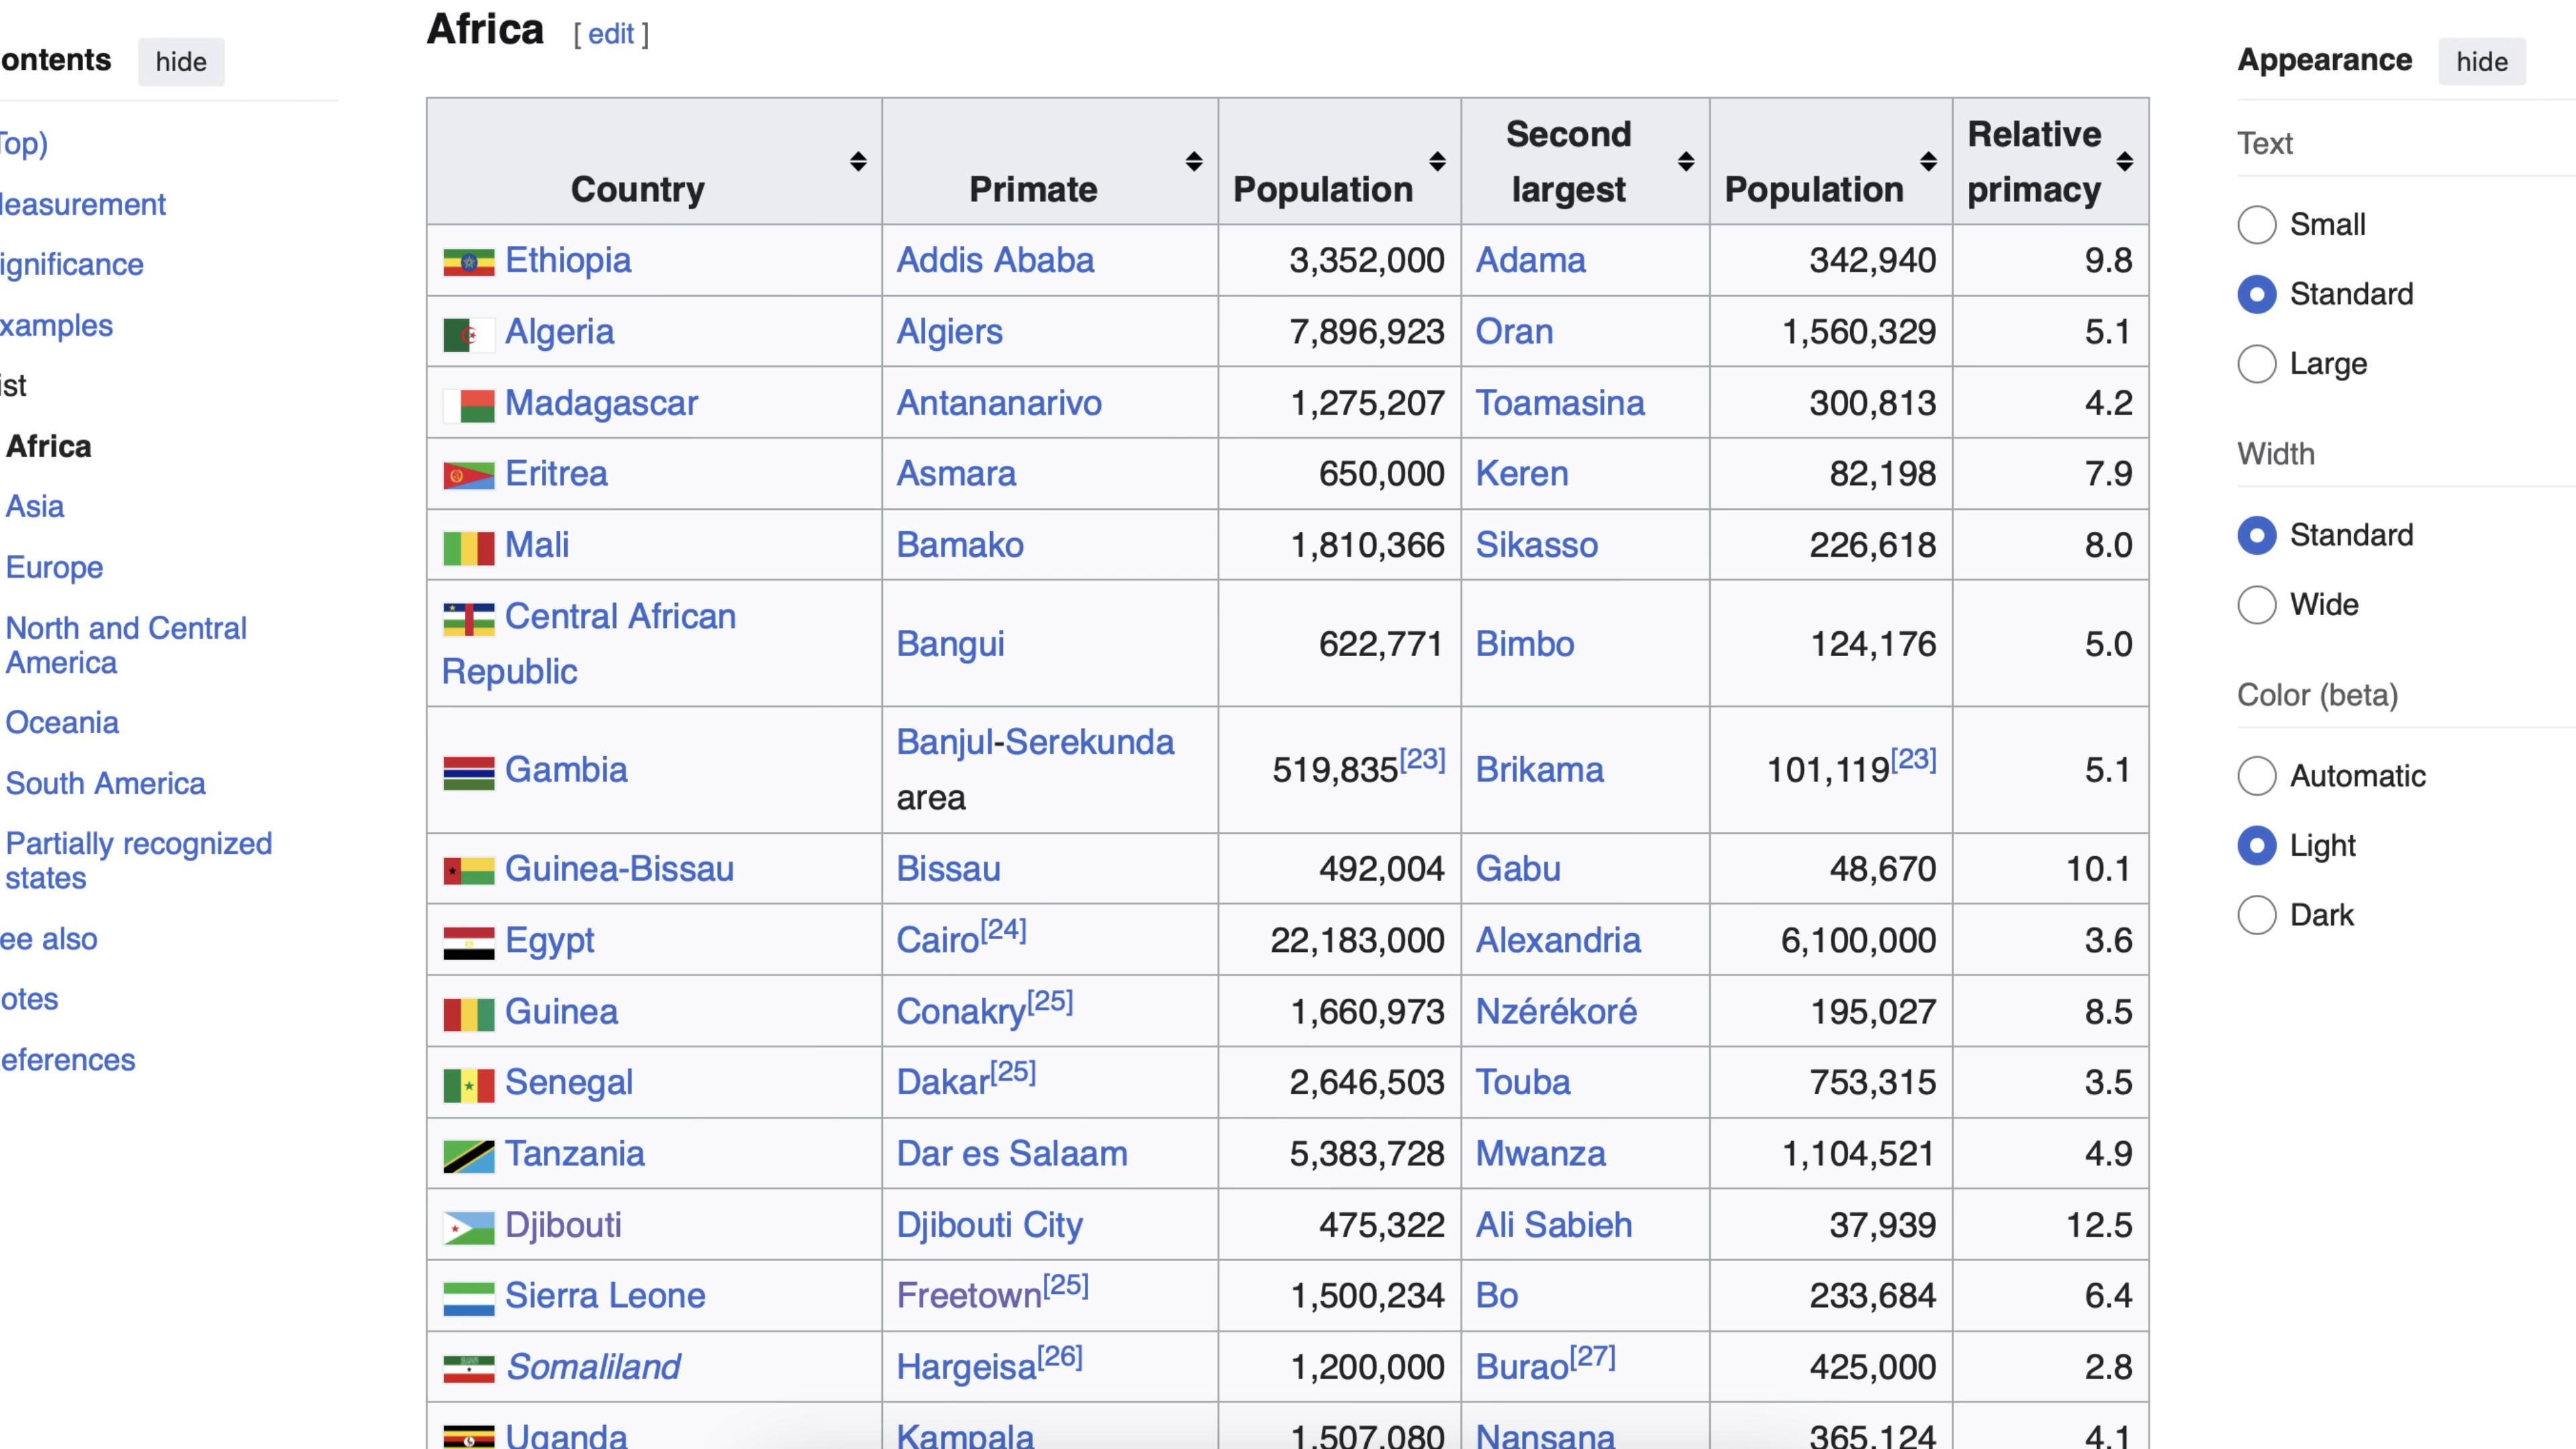 Africa [ edit ]
ontents hide
Top)
Measurement
ignificance
xamples
ist
Africa
Asia
Europe
North and Central
America
Oceania
South America
Partially recognized
states
ee also
otes
eferences
Country Primate Population Second largest Population Relative primacy
Ethiopia Addis Ababa 3,352,000 Adama 342,940 9.8
Algeria Algiers 7,896,923 Oran 1,560,329 5.1
Madagascar Antananarivo 1,275,207 Toamasina 300,813 4.2
Eritrea Asmara 650,000 Keren 82,198 7.9
Mali Bamako 1,810,366 Sikasso 226,618 8.0
Central African Republic Bangui 622,771 Bimbo 124,176 5.0
Gambia Banjul-Serekunda area 519,835[23] Brikama 101,119[23] 5.1
Guinea-Bissau Bissau 492,004 Gabu 48,670 10.1
Egypt Cairo[24] 22,183,000 Alexandria 6,100,000 3.6
Guinea Conakry[25] 1,660,973 Nzérékoré 195,027 8.5
Senegal Dakar[25] 2,646,503 Touba 753,315 3.5
Tanzania Dar es Salaam 5,383,728 Mwanza 1,104,521 4.9
Djibouti Djibouti City 475,322 Ali Sabieh 37,939 12.5
Sierra Leone Freetown[25] 1,500,234 Bo 233,684 6.4
Somaliland Hargeisa[26] 1,200,000 Burao[27] 425,000 2.8
Uganda Kampala 1,507,080 Nansana 365,124 4.1
Appearance hide
Text
Small
Standard
Large
Width
Standard
Wide
Color (beta)
Automatic
Light
Dark